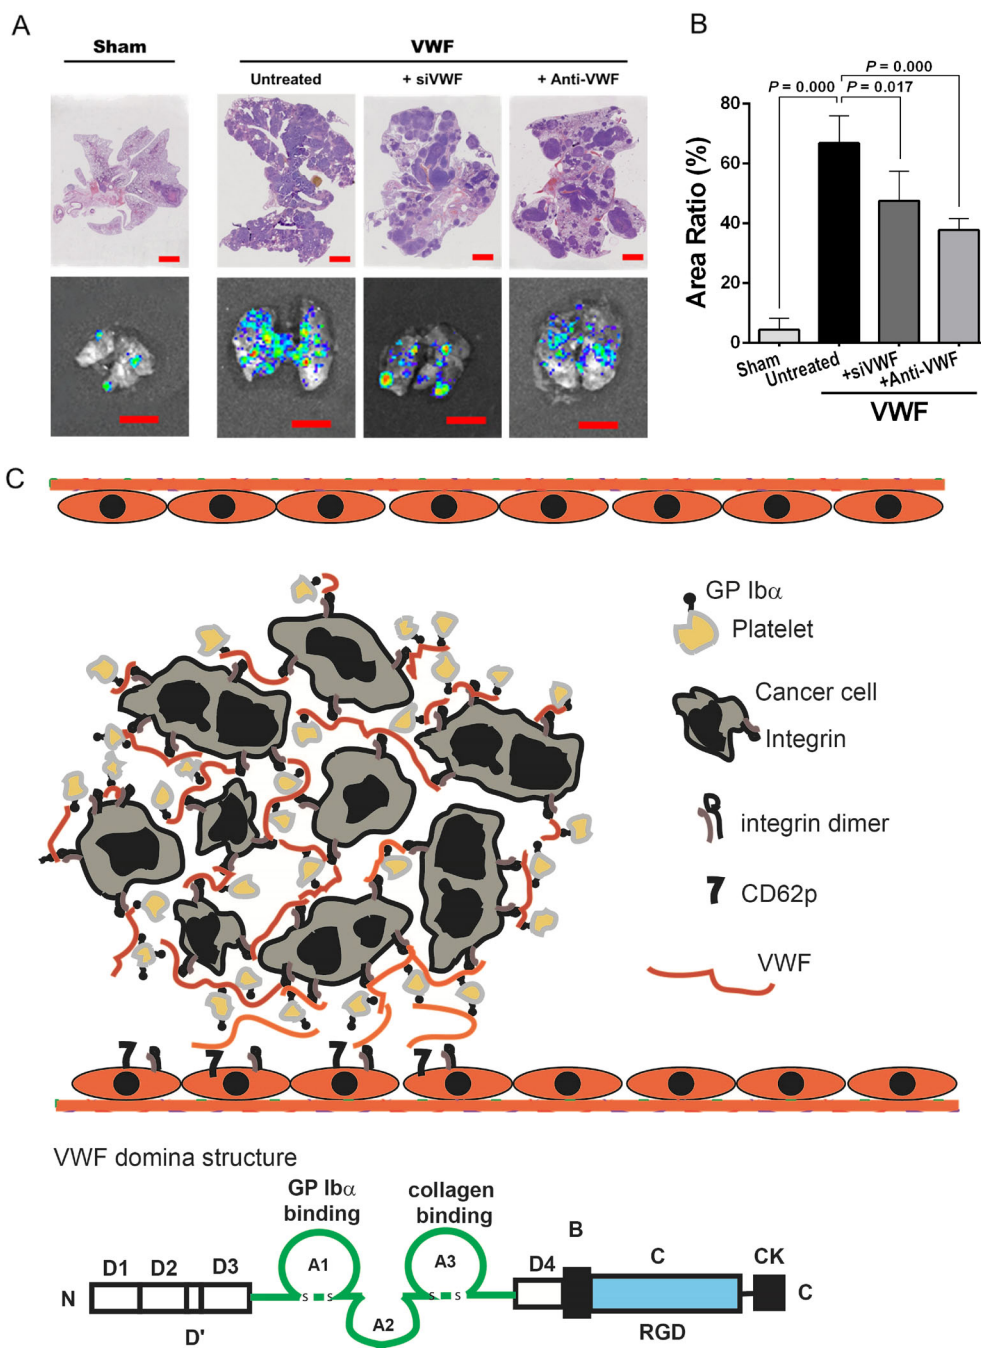 A
Sham
VWF
Untreated
+ siVWF
+ Anti-VWF
B
P = 0.000
P = 0.000
P = 0.017
Area Ratio (%)
80
60
40
20
0
Sham
Untreated
+siVWF
+Anti-VWF
VWF
C
GP Ibα
Platelet
Cancer cell
Integrin
integrin dimer
CD62p
VWF
VWF domina structure
GP Ibα
binding
collagen
binding
N
D1
D2
D3
D'
A1
s s
A2
A3
s s
D4
B
C
CK
C
RGD